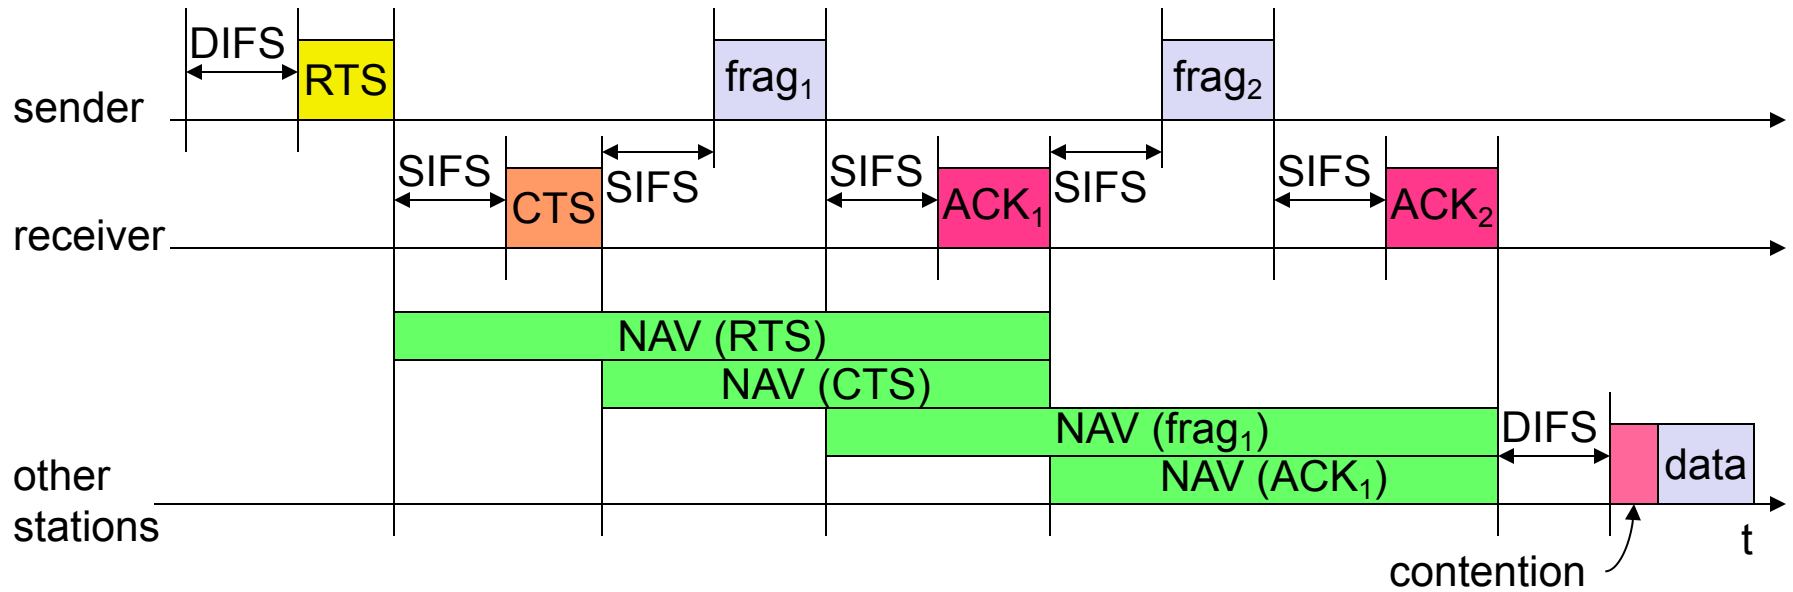 DIFS
RTS
frag₁
frag₂
sender
SIFS
CTS
SIFS
SIFS
ACK₁
SIFS
SIFS
ACK₂
receiver
NAV (RTS)
NAV (CTS)
NAV (frag₁)
DIFS
NAV (ACK₁)
data
other
stations
t
contention